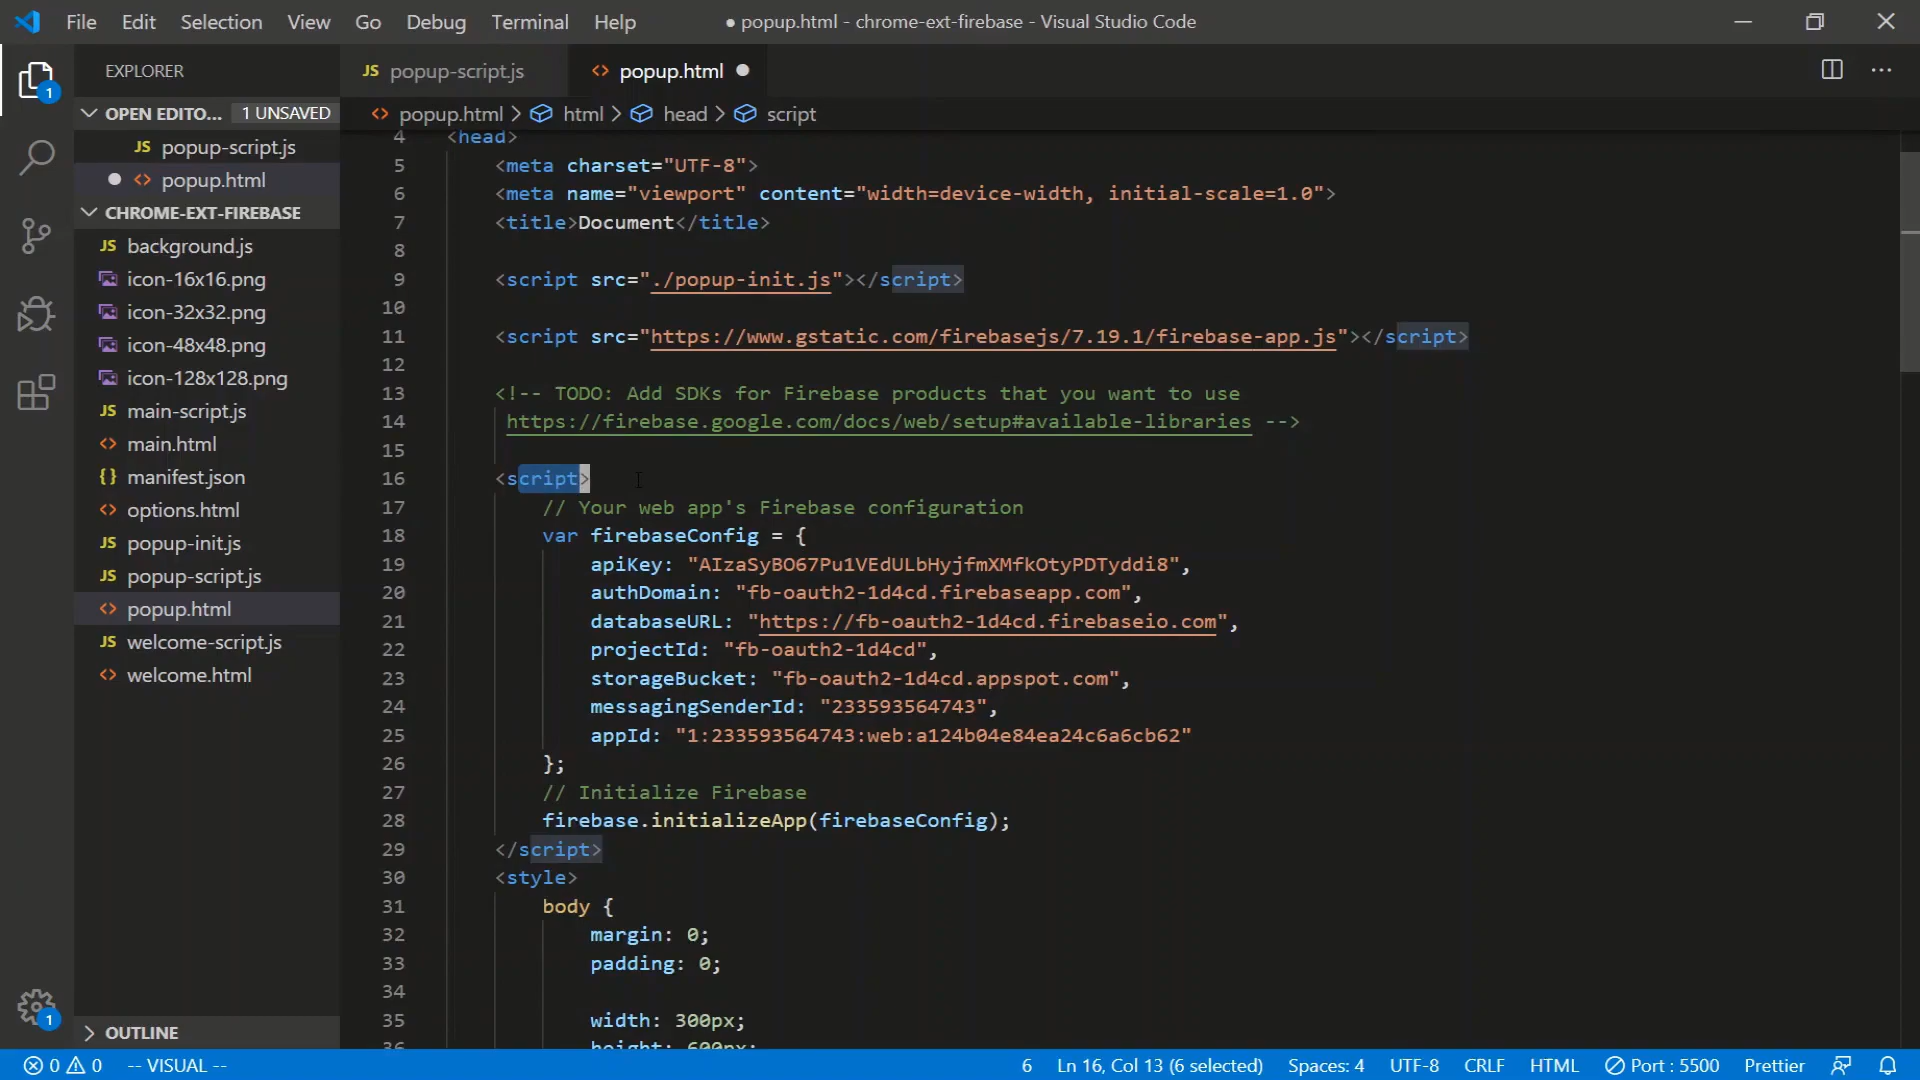 File Edit Selection View Go Debug Terminal Help
● popup.html - chrome-ext-firebase - Visual Studio Code
EXPLORER
OPEN EDITO... 1 UNSAVED
JS popup-script.js
● <> popup.html
CHROME-EXT-FIREBASE
JS background.js
icon-16x16.png
icon-32x32.png
icon-48x48.png
icon-128x128.png
JS main-script.js
<> main.html
{} manifest.json
<> options.html
JS popup-init.js
JS popup-script.js
<> popup.html
JS welcome-script.js
<> welcome.html
OUTLINE
1
1
JS popup-script.js <> popup.html ●
<> popup.html > html > head > script
4 <head>
5 <meta charset="UTF-8">
6 <meta name="viewport" content="width=device-width, initial-scale=1.0">
7 <title>Document</title>
8
9 <script src="./popup-init.js"></script>
10
11 <script src="https://www.gstatic.com/firebasejs/7.19.1/firebase-app.js"></script>
12
13 <!-- TODO: Add SDKs for Firebase products that you want to use
14 https://firebase.google.com/docs/web/setup#available-libraries -->
15
16 <script>
17 // Your web app's Firebase configuration
18 var firebaseConfig = {
19 apiKey: "AIzaSyBO67Pu1VEdULbHyjfmXMfkOtyPDTyddi8",
20 authDomain: "fb-oauth2-1d4cd.firebaseapp.com",
21 databaseURL: "https://fb-oauth2-1d4cd.firebaseio.com",
22 projectId: "fb-oauth2-1d4cd",
23 storageBucket: "fb-oauth2-1d4cd.appspot.com",
24 messagingSenderId: "233593564743",
25 appId: "1:233593564743:web:a124b04e84ea24c6a6cb62"
26 };
27 // Initialize Firebase
28 firebase.initializeApp(firebaseConfig);
29 </script>
30 <style>
31 body {
32 margin: 0;
33 padding: 0;
34
35 width: 300px;
36 height: 600px;
0 0 -- VISUAL -- 6 Ln 16, Col 13 (6 selected) Spaces: 4 UTF-8 CRLF HTML Port : 5500 Prettier